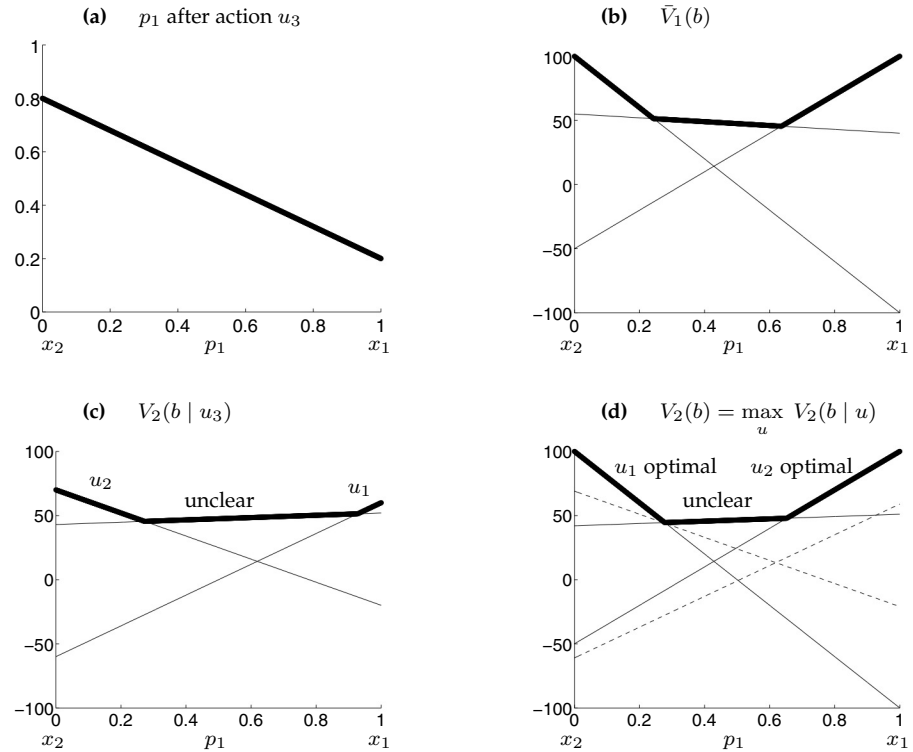 (a) p₁ after action u₃
1
0.8
0.6
0.4
0.2
0
0 0.2 0.4 0.6 0.8 1
x₂ p₁ x₁
(b) V̄₁(b)
100
50
0
−50
−100
0 0.2 0.4 0.6 0.8 1
x₂ p₁ x₁
(c) V₂(b | u₃)
100
u₂ unclear u₁
50
0
−50
−100
0 0.2 0.4 0.6 0.8 1
x₂ p₁ x₁
(d) V₂(b) = max V₂(b | u)
u
100
u₁ optimal u₂ optimal
unclear
50
0
−50
−100
0 0.2 0.4 0.6 0.8 1
x₂ p₁ x₁